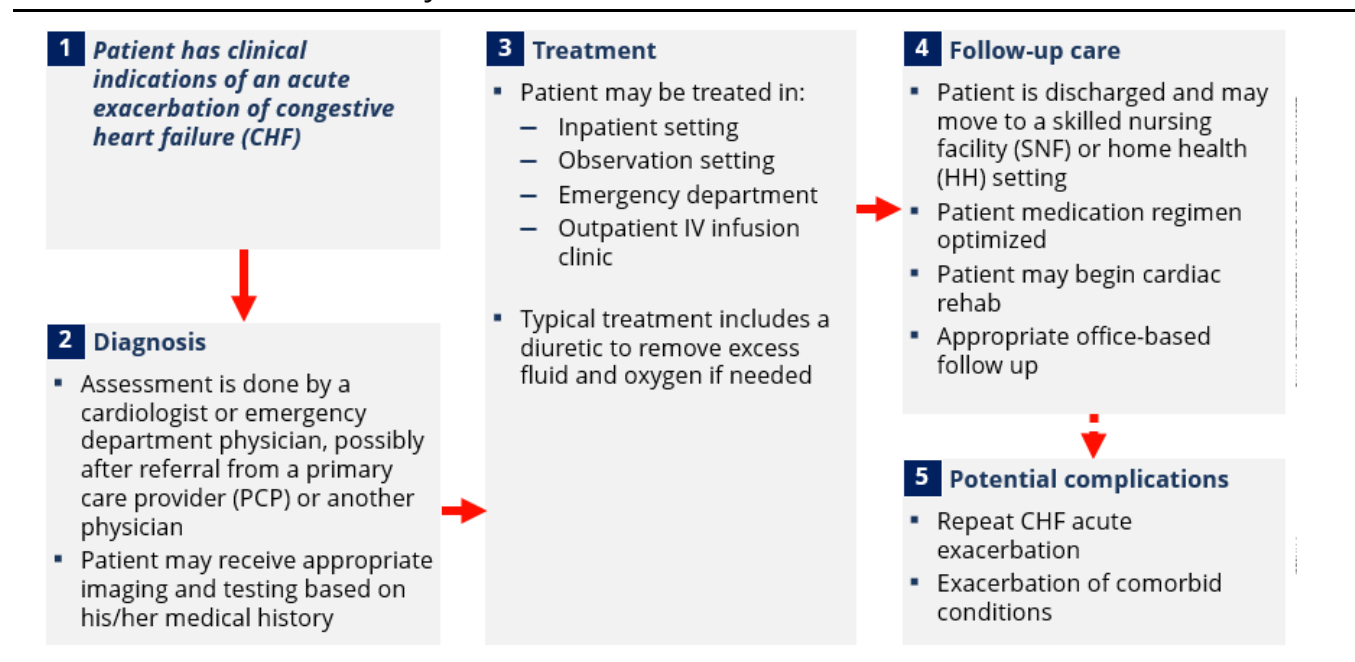 1 Patient has clinical
indications of an acute
exacerbation of congestive
heart failure (CHF)
2 Diagnosis
▪ Assessment is done by a
cardiologist or emergency
department physician, possibly
after referral from a primary
care provider (PCP) or another
physician
▪ Patient may receive appropriate
imaging and testing based on
his/her medical history
3 Treatment
▪ Patient may be treated in:
– Inpatient setting
– Observation setting
– Emergency department
– Outpatient IV infusion
clinic
▪ Typical treatment includes a
diuretic to remove excess
fluid and oxygen if needed
4 Follow-up care
▪ Patient is discharged and may
move to a skilled nursing
facility (SNF) or home health
(HH) setting
▪ Patient medication regimen
optimized
▪ Patient may begin cardiac
rehab
▪ Appropriate office-based
follow up
5 Potential complications
▪ Repeat CHF acute
exacerbation
▪ Exacerbation of comorbid
conditions